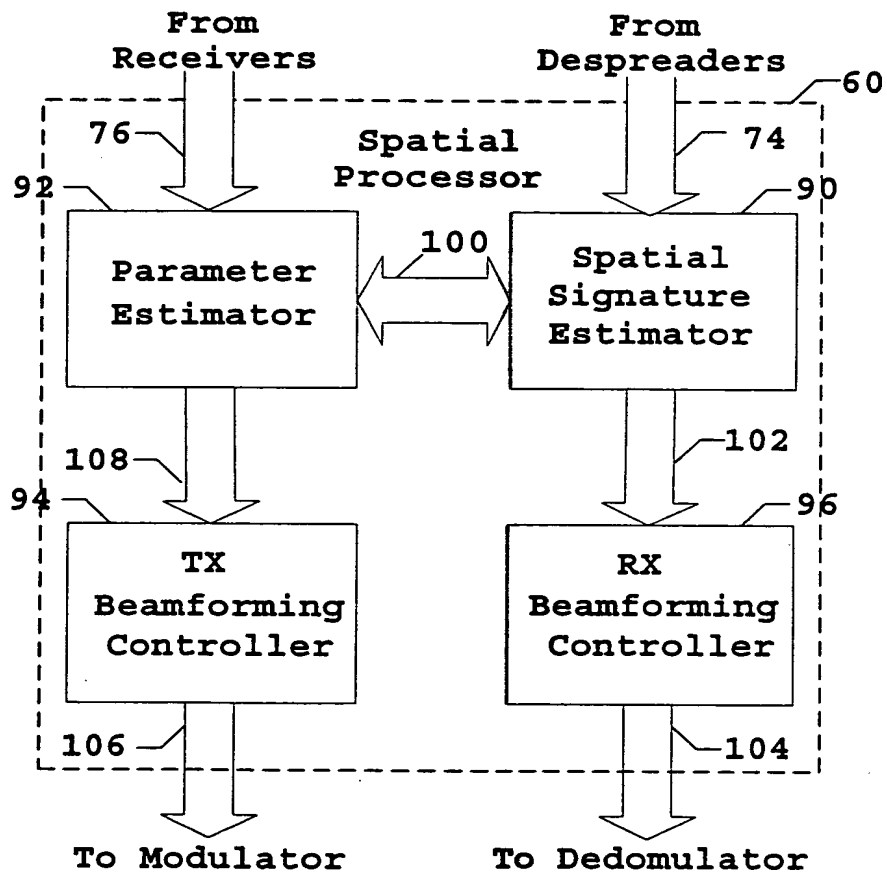 From
Receivers
From
Despreaders
60
76
Spatial
Processor
74
92
90
Parameter
Estimator
100
Spatial
Signature
Estimator
108
102
94
96
TX
Beamforming
Controller
RX
Beamforming
Controller
106
104
To Modulator
To Dedomulator